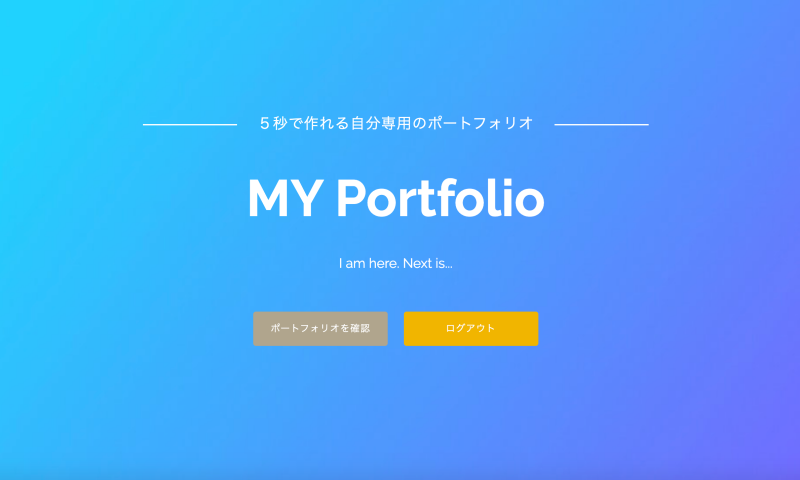 ５秒で作れる自分専用のポートフォリオ
MY Portfolio
I am here. Next is...
ポートフォリオを確認
ログアウト